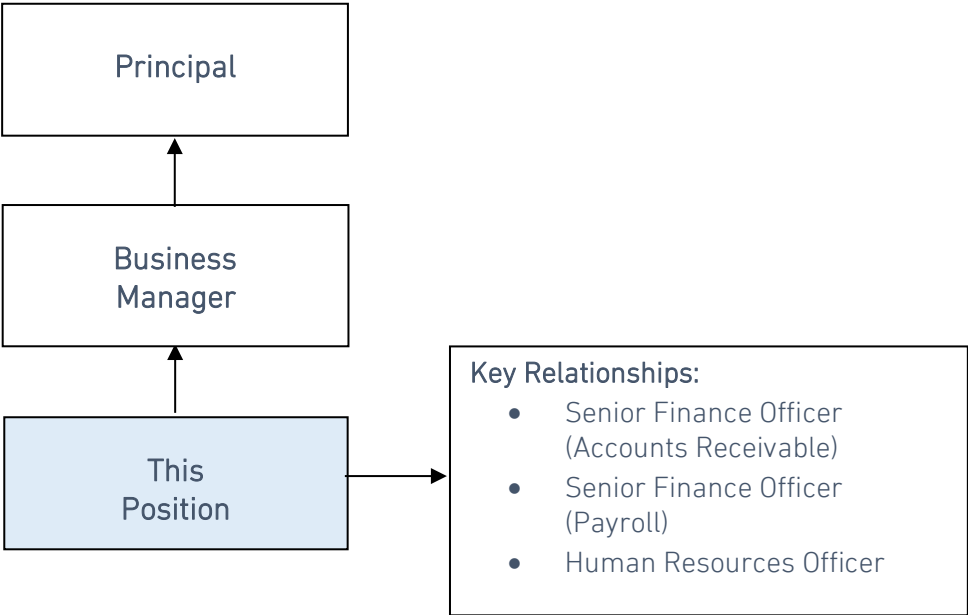 Principal
Business
Manager
This
Position
Key Relationships:
• Senior Finance Officer
(Accounts Receivable)
• Senior Finance Officer
(Payroll)
• Human Resources Officer